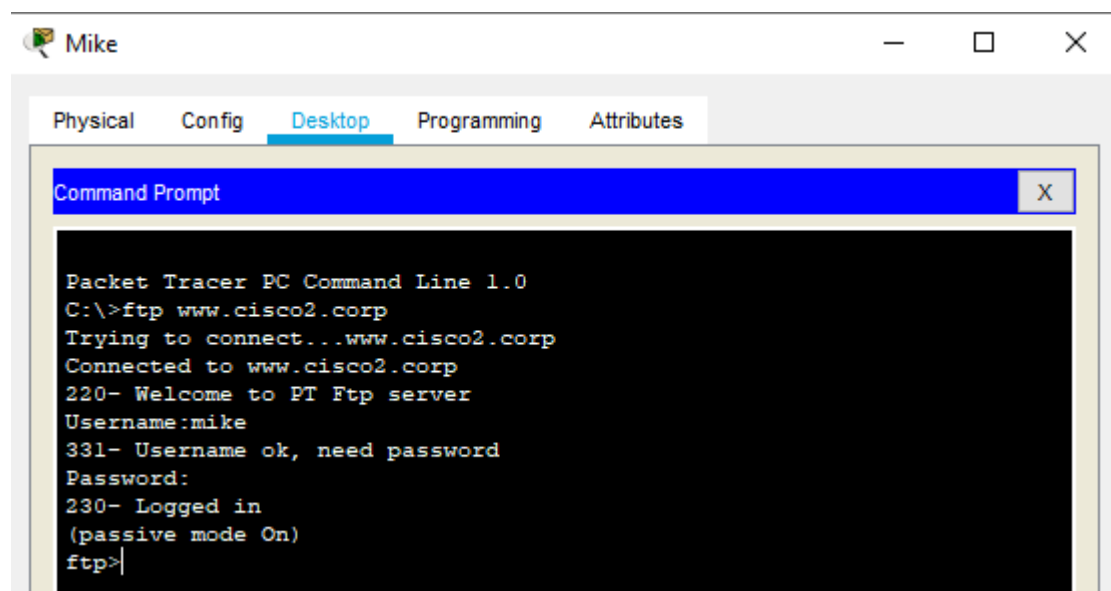 Mike
Physical Config Desktop Programming Attributes
Command Prompt X
Packet Tracer PC Command Line 1.0
C:\>ftp www.cisco2.corp
Trying to connect...www.cisco2.corp
Connected to www.cisco2.corp
220- Welcome to PT Ftp server
Username:mike
331- Username ok, need password
Password:
230- Logged in
(passive mode On)
ftp>